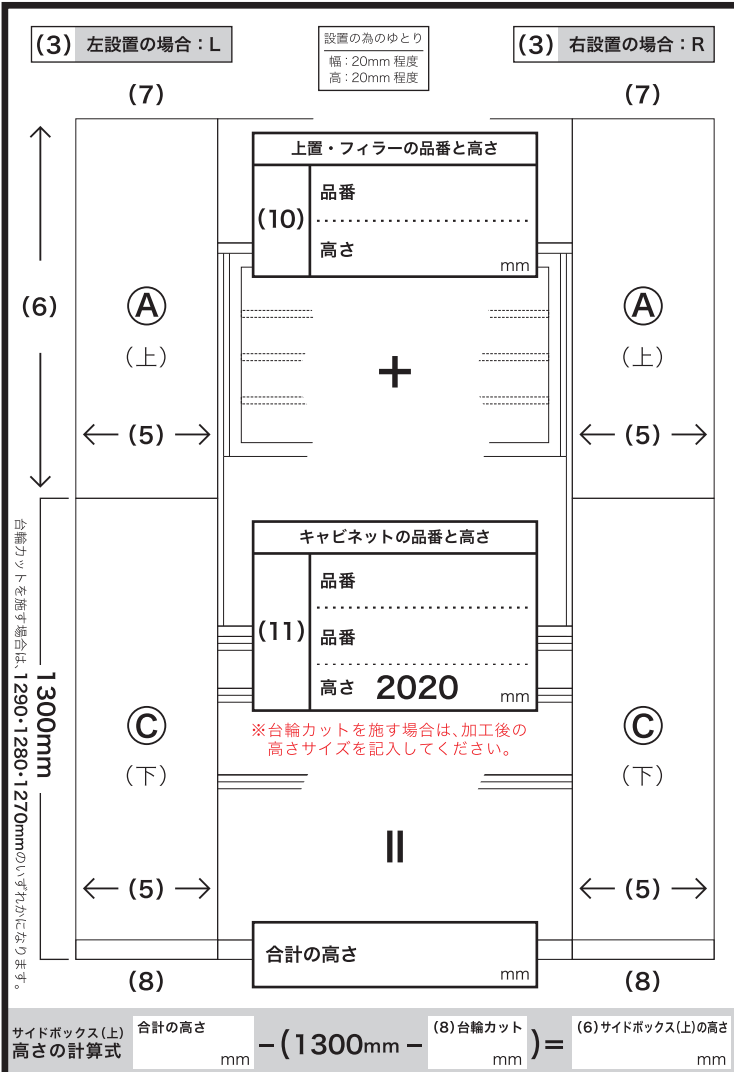 (3) 左設置の場合：L
設置の為のゆとり
幅：20mm 程度
高：20mm 程度
(3) 右設置の場合：R
(7)
(7)
上置・フィラーの品番と高さ
(10)
品番
高さ
mm
(6)
A
(上)
A
(上)
+
(5)
(5)
キャビネットの品番と高さ
(11)
品番
品番
高さ 2020 mm
※台輪カットを施す場合は、加工後の
高さサイズを記入してください。
1300mm
台輪カットを施す場合は、1290・1280・1270mmのいずれかになります。
C
(下)
C
(下)
=
(5)
(5)
合計の高さ
mm
(8)
(8)
サイドボックス(上)
高さの計算式
合計の高さ
mm
−(1300mm −
(8)台輪カット
mm
)=
(6)サイドボックス(上)の高さ
mm